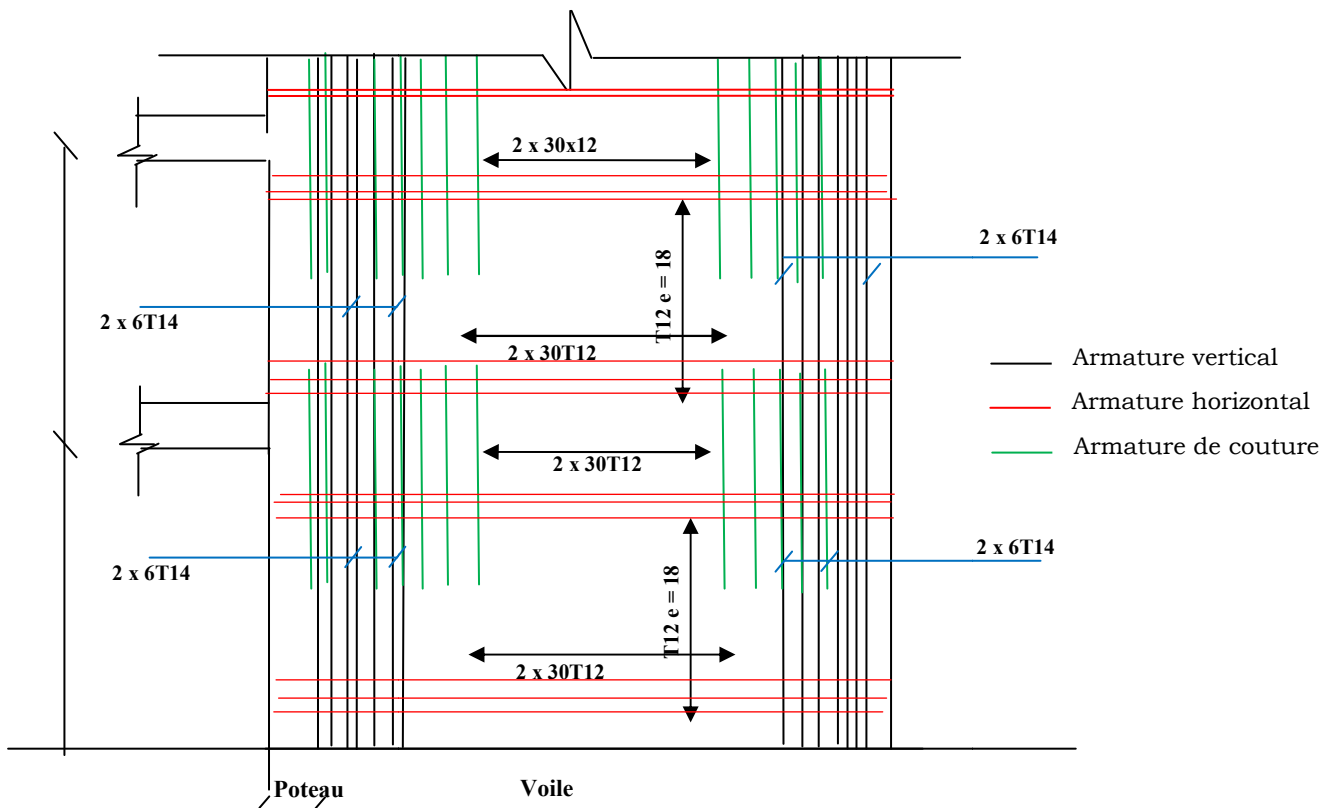 2 x 30x12
2 x 6T14
T12 e = 18
2 x 6T14
2 x 30T12
Armature vertical
Armature horizontal
Armature de couture
2 x 30T12
2 x 6T14
2 x 6T14
T12 e = 18
2 x 30T12
Poteau
Voile